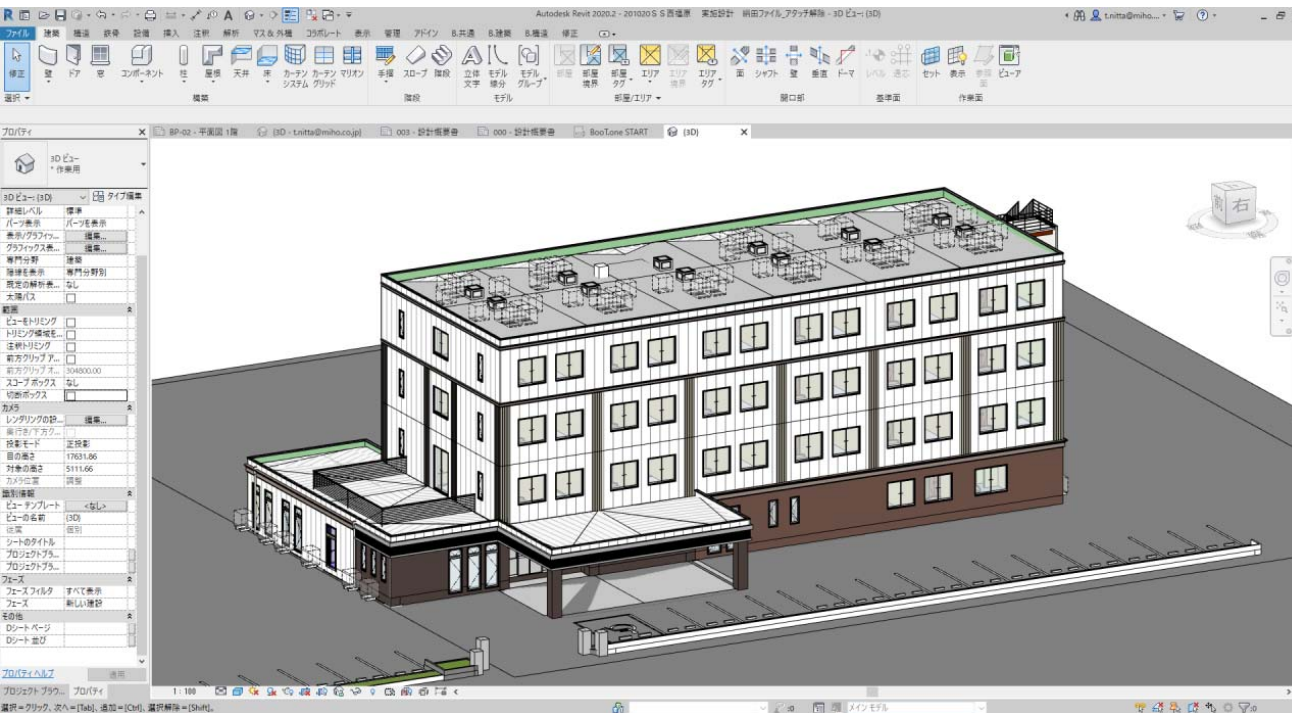 Autodesk Revit 2020.2 - 201020ＳＳ西橿原　実施設計　納田ファイル_アタッチ解除 - 3D ビュー: {3D}
t.nitta@miho....
ファイル 建築 構造 鉄骨 設備 挿入 注釈 解析 マス & 外構 コラボレート 表示 管理 アドイン B.共通 B.建築 B.構造 修正
修正 壁 ドア 窓 コンポーネント 柱 屋根 天井 床 カーテン システム カーテン グリッド マリオン 手摺 スロープ 階段 立体 文字 モデル 線分 モデル グループ 部屋 部屋 境界 部屋 タグ エリア エリア 境界 エリア タグ 面 シャフト 壁 垂直 ドーマ レベル 通芯 セット 表示 参照 面 ビューア
選択 構築 階段 モデル 部屋/エリア 開口部 基準面 作業面
プロパティ
BP-02 - 平面図 1階
{3D - t.nitta@miho.co.jp}
003 - 設計概要書
000 - 設計概要書
BooT.one START
{3D}
3D ビュー
* 作業用
3D ビュー: {3D} タイプ編集
詳細レベル 標準
パーツ表示 パーツを表示
表示/グラフィッ... 編集...
グラフィックス表... 編集...
専門分野 建築
陰線を表示 専門分野別
既定の解析表... なし
太陽パス
範囲
ビューをトリミング
トリミング領域を...
注釈トリミング
前方クリップ ア...
前方クリップ オ... 304800.00
スコープ ボックス なし
切断ボックス
カメラ
レンダリングの設... 編集...
奥行き/下方ク...
投影モード 正投影
目の高さ 17631.86
対象の高さ 5111.66
カメラ位置 調整
識別情報
ビュー テンプレート <なし>
ビューの名前 {3D}
従属 個別
シートのタイトル
プロジェクトブラ...
プロジェクトブラ...
フェーズ
フェーズ フィルタ すべて表示
フェーズ 新しい建設
その他
Dシート ページ
Dシート 並び
プロパティ ヘルプ 適用
プロジェクト ブラウ... プロパティ
前 右
1 : 100
選択 = クリック、次へ = [Tab]、追加 = [Ctrl]、選択解除 = [Shift]。
:0
メイン モデル
:0